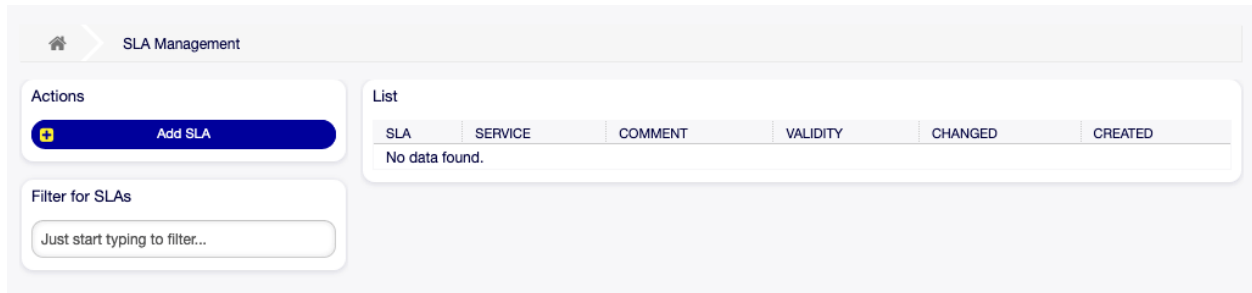 SLA Management
Actions
Add SLA
Filter for SLAs
Just start typing to filter...
List
SLA SERVICE COMMENT VALIDITY CHANGED CREATED
No data found.